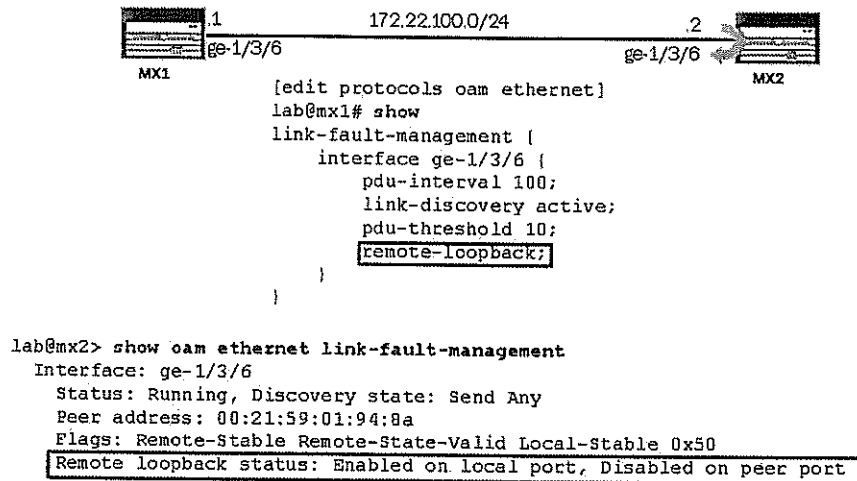 .1 172.22.100.0/24 .2
ge-1/3/6 ge-1/3/6
MX1 MX2
[edit protocols oam ethernet]
lab@mx1# show
link-fault-management {
interface ge-1/3/6 {
pdu-interval 100;
link-discovery active;
pdu-threshold 10;
remote-loopback;
}
}
lab@mx2> show oam ethernet link-fault-management
Interface: ge-1/3/6
Status: Running, Discovery state: Send Any
Peer address: 00:21:59:01:94:8a
Flags: Remote-Stable Remote-State-Valid Local-Stable 0x50
Remote loopback status: Enabled on local port, Disabled on peer port